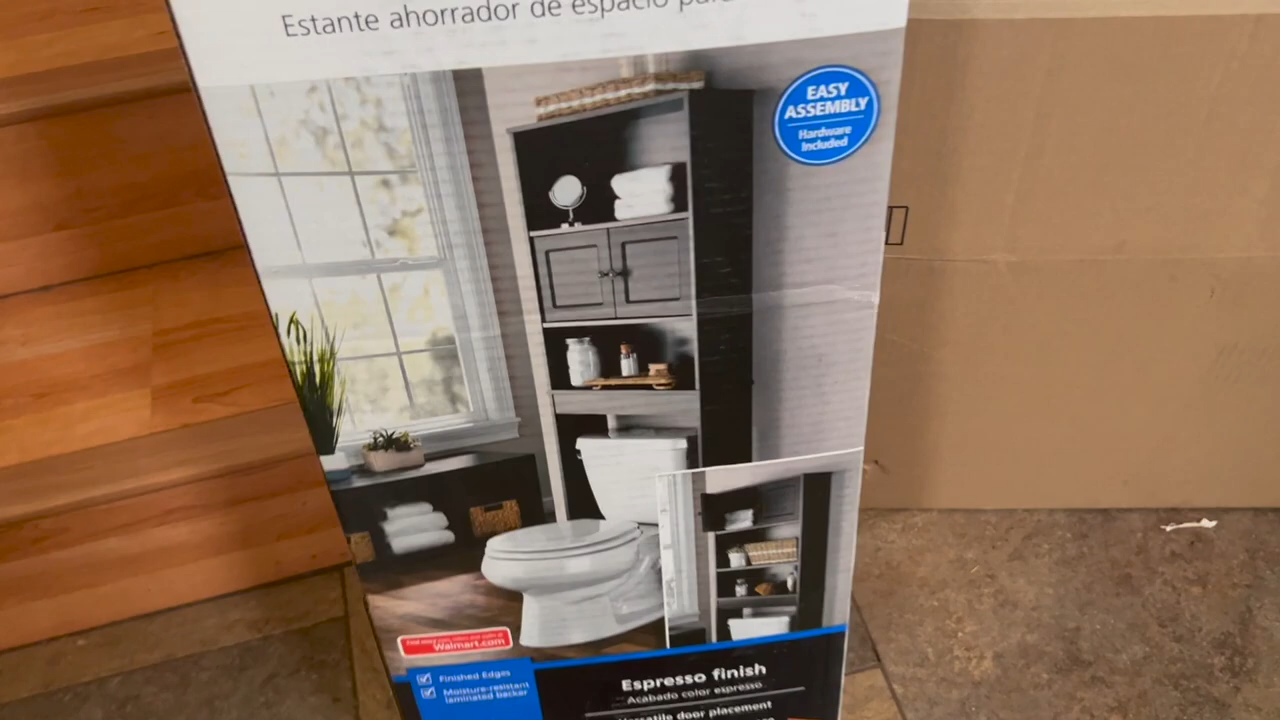 Estante ahorrador de espacio para
EASY
ASSEMBLY
Hardware
Included
Walmart.com
Finished Edges
Moisture-resistant
laminated backer
Espresso finish
Acabado color espresso
Versatile door placement